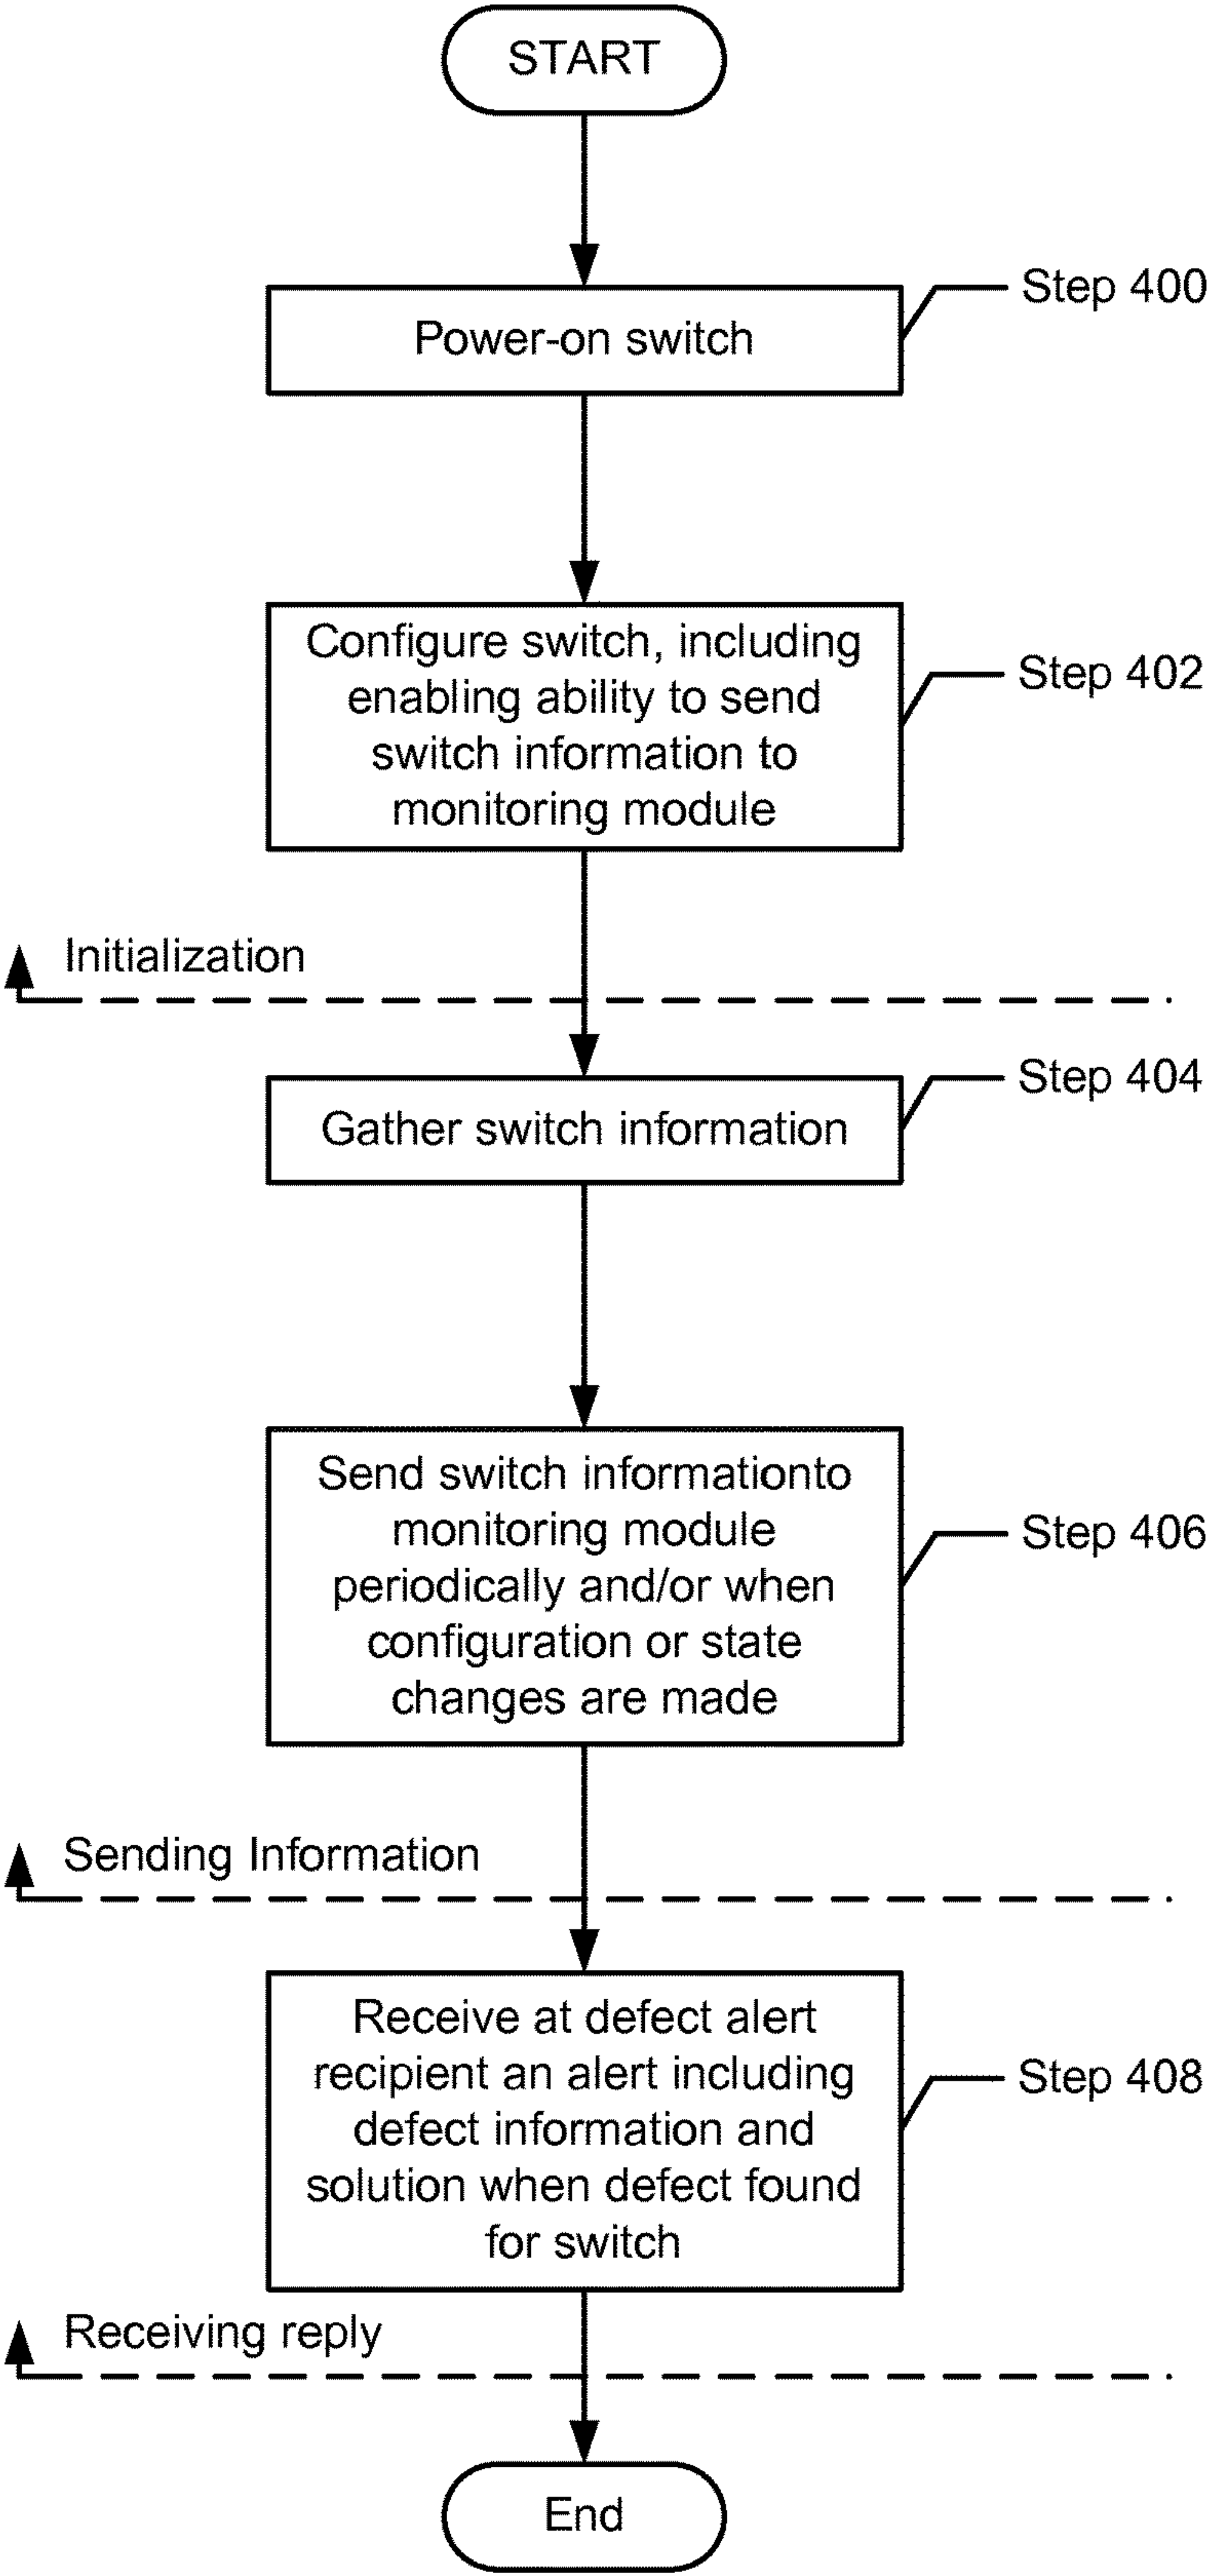 START
Step 400
Power-on switch
Configure switch, including
enabling ability to send
switch information to
monitoring module
Step 402
Initialization
Step 404
Gather switch information
Send switch informationto
monitoring module
periodically and/or when
configuration or state
changes are made
Step 406
Sending Information
Receive at defect alert
recipient an alert including
defect information and
solution when defect found
for switch
Step 408
Receiving reply
End